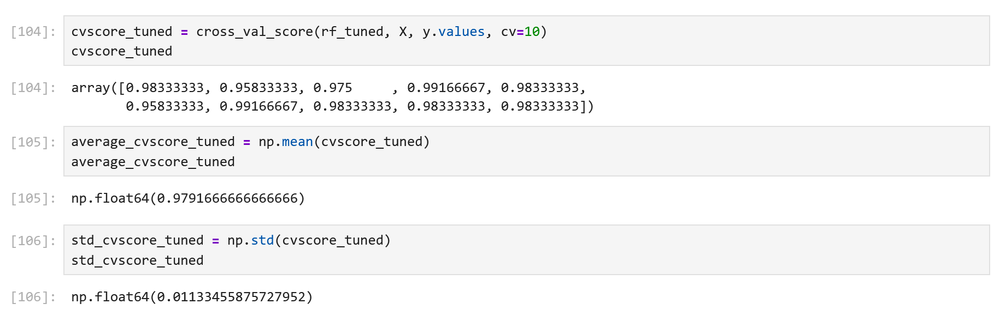 [104]: cvscore_tuned = cross_val_score(rf_tuned, X, y.values, cv=10)
cvscore_tuned
[104]: array([0.98333333, 0.95833333, 0.975     , 0.99166667, 0.98333333,
       0.95833333, 0.99166667, 0.98333333, 0.98333333, 0.98333333])
[105]: average_cvscore_tuned = np.mean(cvscore_tuned)
average_cvscore_tuned
[105]: np.float64(0.9791666666666666)
[106]: std_cvscore_tuned = np.std(cvscore_tuned)
std_cvscore_tuned
[106]: np.float64(0.01133455875727952)